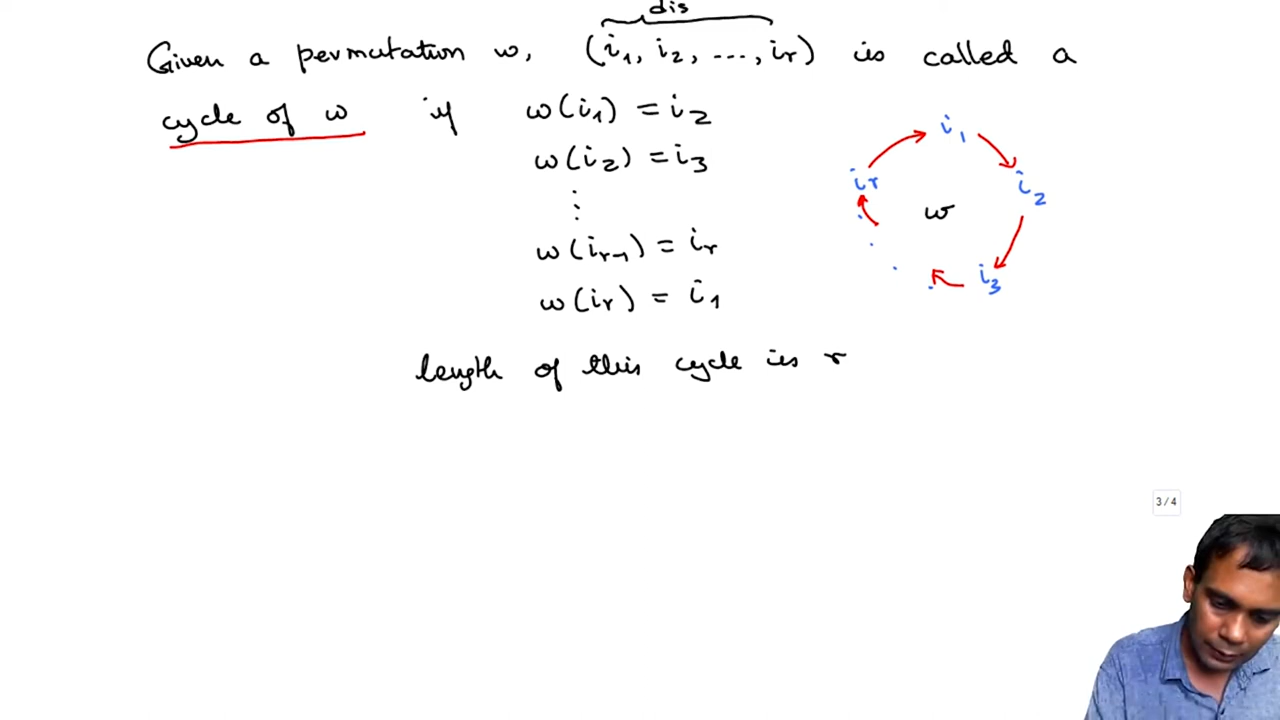 dis
Given a permutation w, (i₁, i₂, ..., iᵣ) is called a
cycle of w if w(i₁) = i₂
w(i₂) = i₃
⋮
w(iᵣ₋₁) = iᵣ
w(iᵣ) = i₁
i₁
iᵣ
i₂
w
i₃
length of this cycle is r
3/4